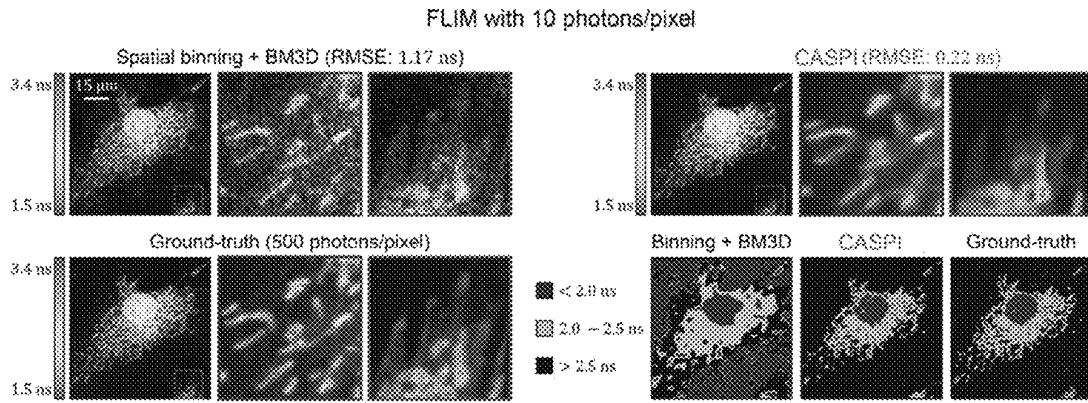 FLIM with 10 photons/pixel
Spatial binning + BM3D (RMSE: 1.17 ns)
CASPI (RMSE: 0.22 ns)
3.4 ns
15 μm
1.5 ns
3.4 ns
1.5 ns
Ground-truth (500 photons/pixel)
3.4 ns
1.5 ns
< 2.0 ns
2.0 – 2.5 ns
> 2.5 ns
Binning + BM3D
CASPI
Ground-truth